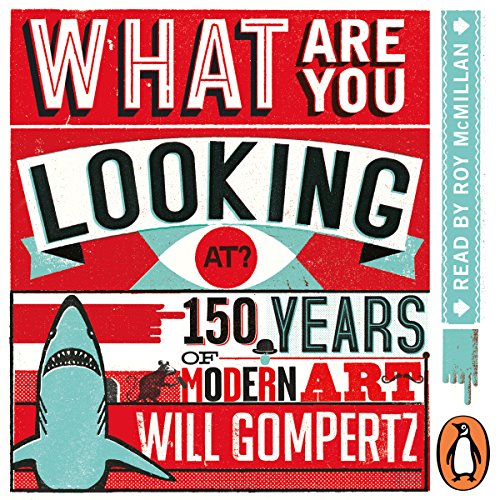 WHAT ARE YOU
LOOKING
AT?
150 YEARS
OF MODERN ART
WILL GOMPERTZ
READ BY ROY McMILLAN